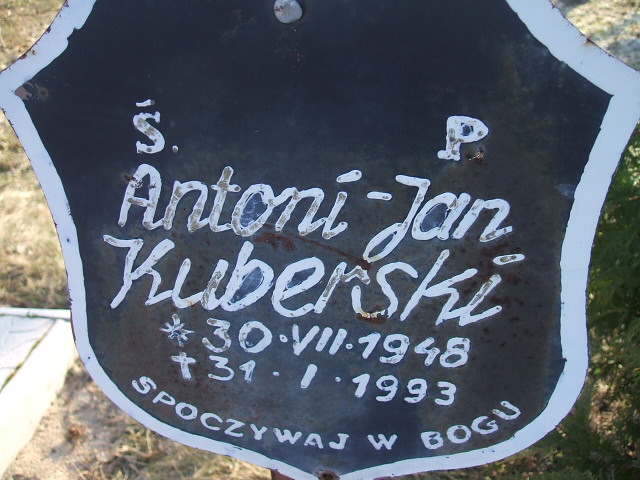 Ś. P
Antoni-Jan
Kuberski
* 30·VII·1948
† 31·I·1993
SPOCZYWAJ W BOGU